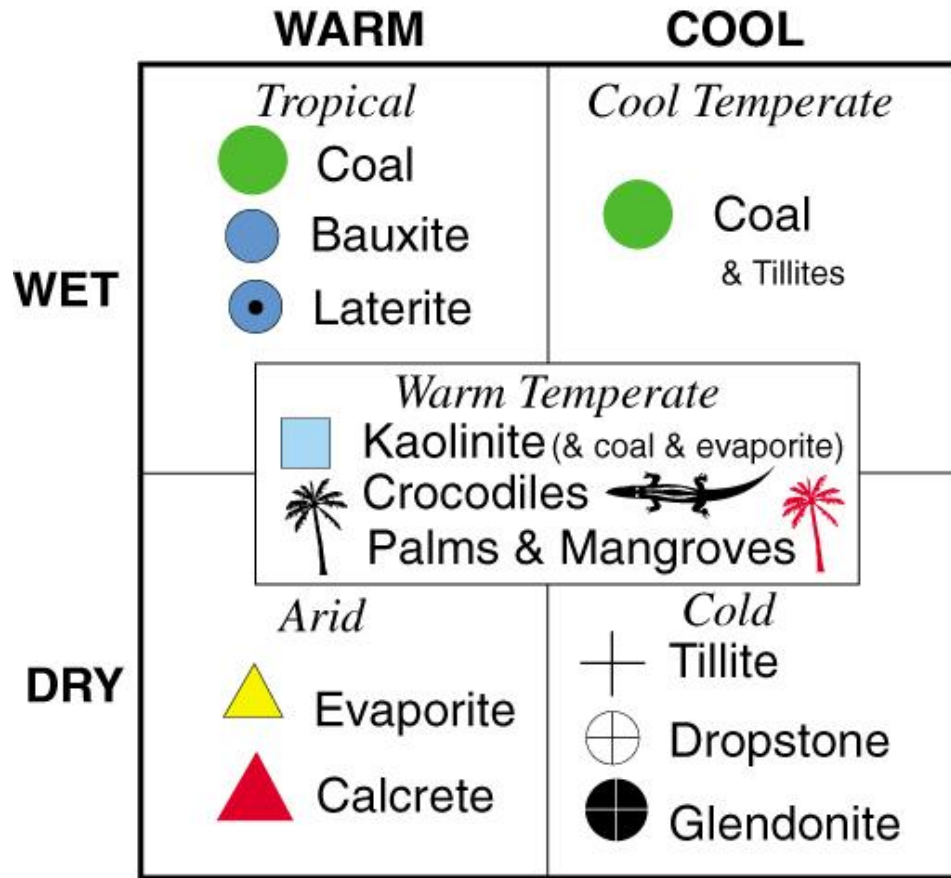 WARM
COOL
Tropical
Coal
Bauxite
Laterite
Cool Temperate
Coal
& Tillites
WET
Warm Temperate
Kaolinite (& coal & evaporite)
Crocodiles
Palms & Mangroves
DRY
Arid
Evaporite
Calcrete
Cold
Tillite
Dropstone
Glendonite